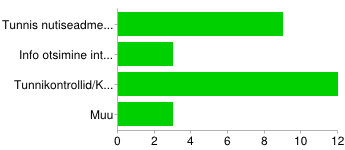 Tunnis nutiseadme...
Info otsimine int...
Tunnikontrollid/K...
Muu
0 2 4 6 8 10 12